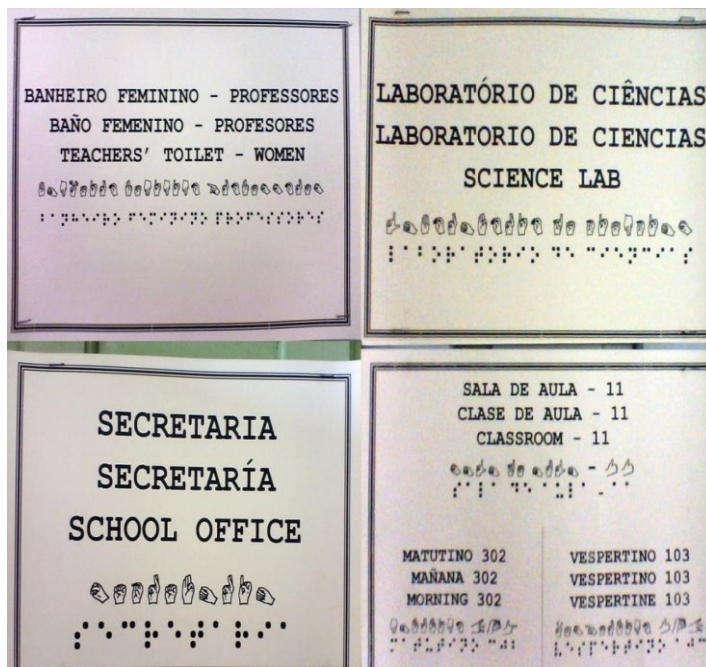 BANHEIRO FEMININO - PROFESSORES
BAÑO FEMENINO - PROFESORES
TEACHERS' TOILET - WOMEN
LABORATÓRIO DE CIÊNCIAS
LABORATORIO DE CIENCIAS
SCIENCE LAB
SECRETARIA
SECRETARÍA
SCHOOL OFFICE
SALA DE AULA - 11
CLASE DE AULA - 11
CLASSROOM - 11
MATUTINO 302
MAÑANA 302
MORNING 302
VESPERTINO 103
VESPERTINO 103
VESPERTINE 103